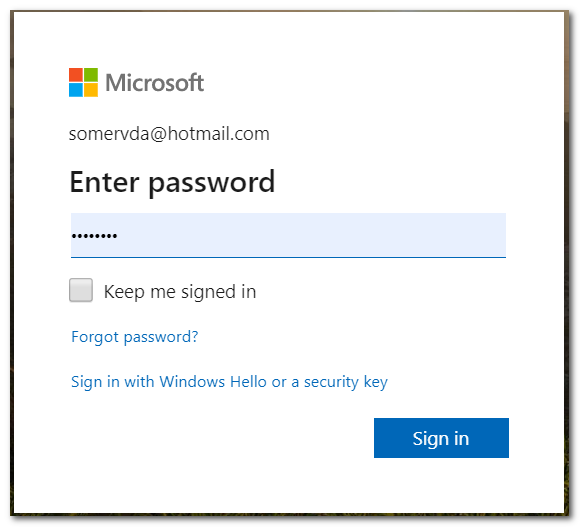 Microsoft
somervda@hotmail.com
Enter password
••••••••
Keep me signed in
Forgot password?
Sign in with Windows Hello or a security key
Sign in